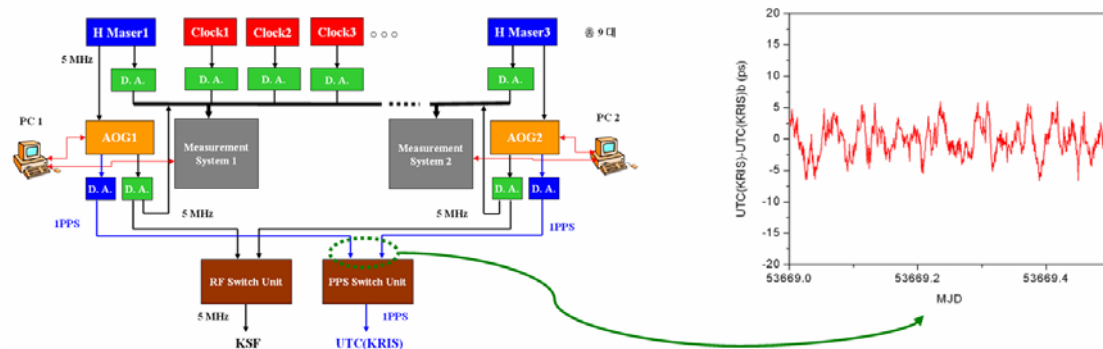 H Maser1
Clock1
Clock2
Clock3
○ ○ ○
H Maser3
총 9 대
5 MHz
D. A.
D. A.
D. A.
D. A.
D. A.
PC 1
AOG1
Measurement
System 1
Measurement
System 2
AOG2
PC 2
D. A.
D. A.
D. A.
D. A.
1PPS
5 MHz
5 MHz
1PPS
RF Switch Unit
PPS Switch Unit
5 MHz
1PPS
KSF
UTC(KRIS)
UTC(KRIS)-UTC(KRIS)b (ps)
20
15
10
5
0
-5
-10
-15
-20
53669.0
53669.2
53669.4
MJD